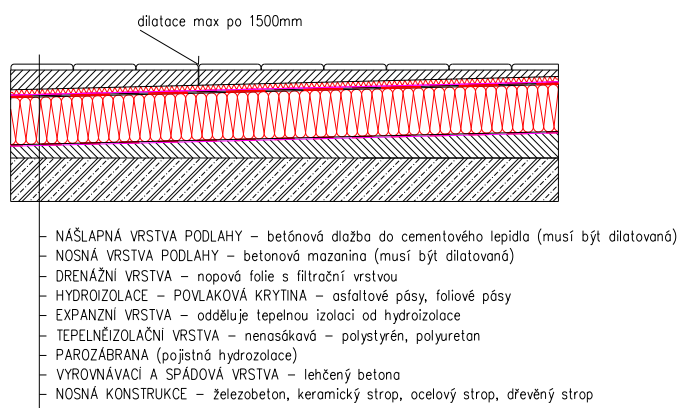 dilatace max po 1500mm
– NÁŠLAPNÁ VRSTVA PODLAHY – betónová dlažba do cementového lepidla (musí být dilatovaná)
– NOSNÁ VRSTVA PODLAHY – betonová mazanina (musí být dilatovaná)
– DRENÁŽNÍ VRSTVA – nopová folie s filtrační vrstvou
– HYDROIZOLACE – POVLAKOVÁ KRYTINA – asfaltové pásy, foliové pásy
– EXPANZNÍ VRSTVA – odděluje tepelnou izolaci od hydroizolace
– TEPELNĚIZOLAČNÍ VRSTVA – nenasákavá – polystyrén, polyuretan
– PAROZÁBRANA (pojistná hydrozolace)
– VYROVNÁVACÍ A SPÁDOVÁ VRSTVA – lehčený betona
– NOSNÁ KONSTRUKCE – železobeton, keramický strop, ocelový strop, dřevěný strop